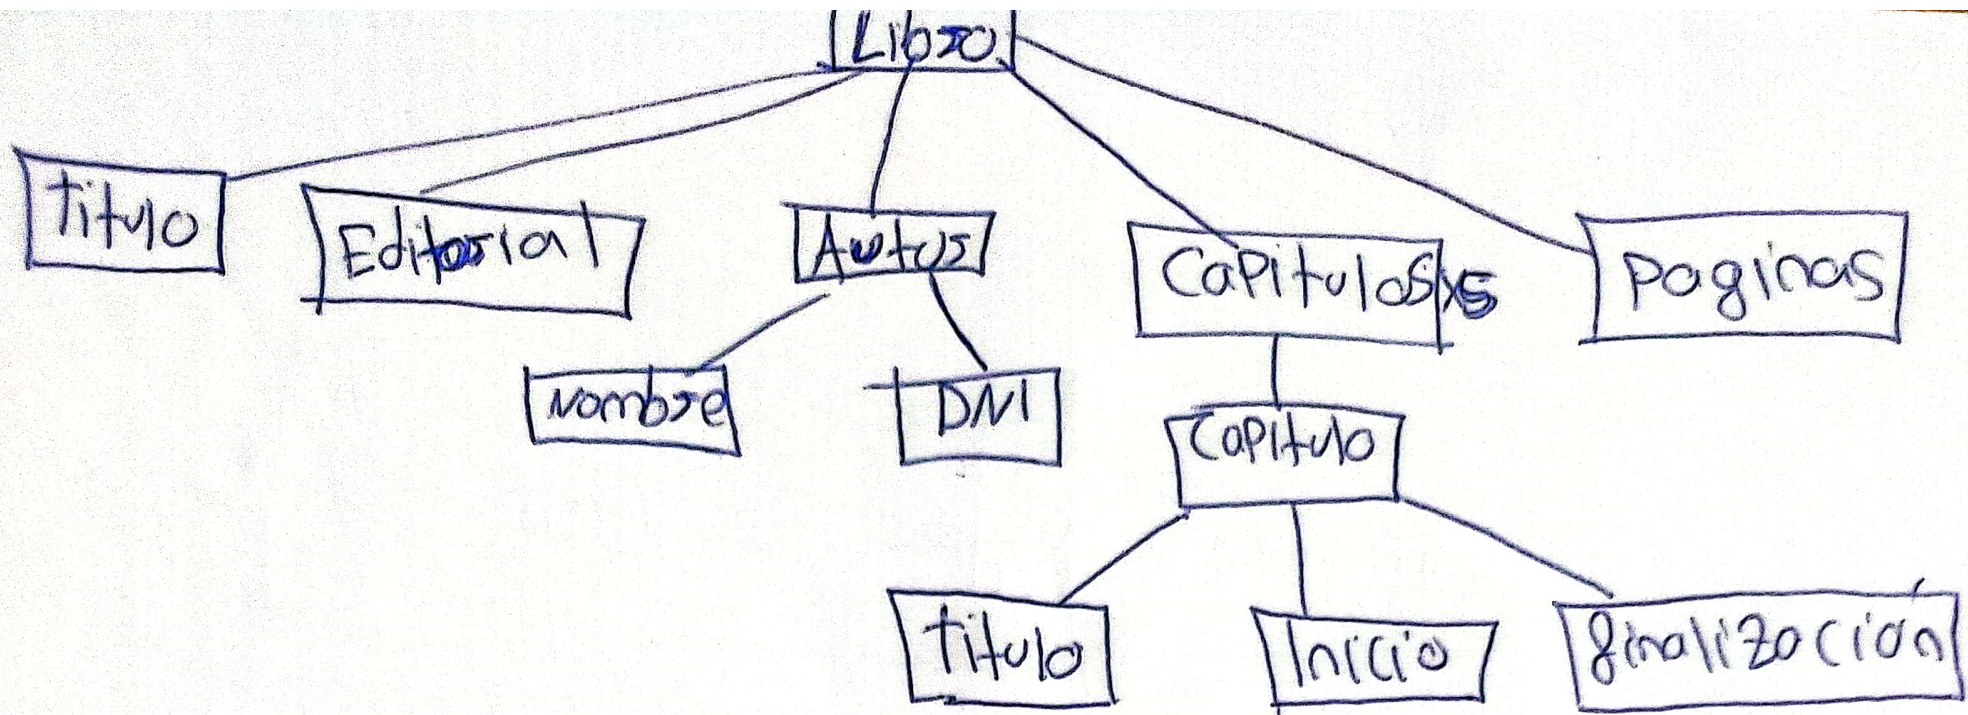 Libro
titulo
Editorial
Autor
Capitulos x5
paginas
Nombre
DNI
Capitulo
titulo
Inicio
finalización